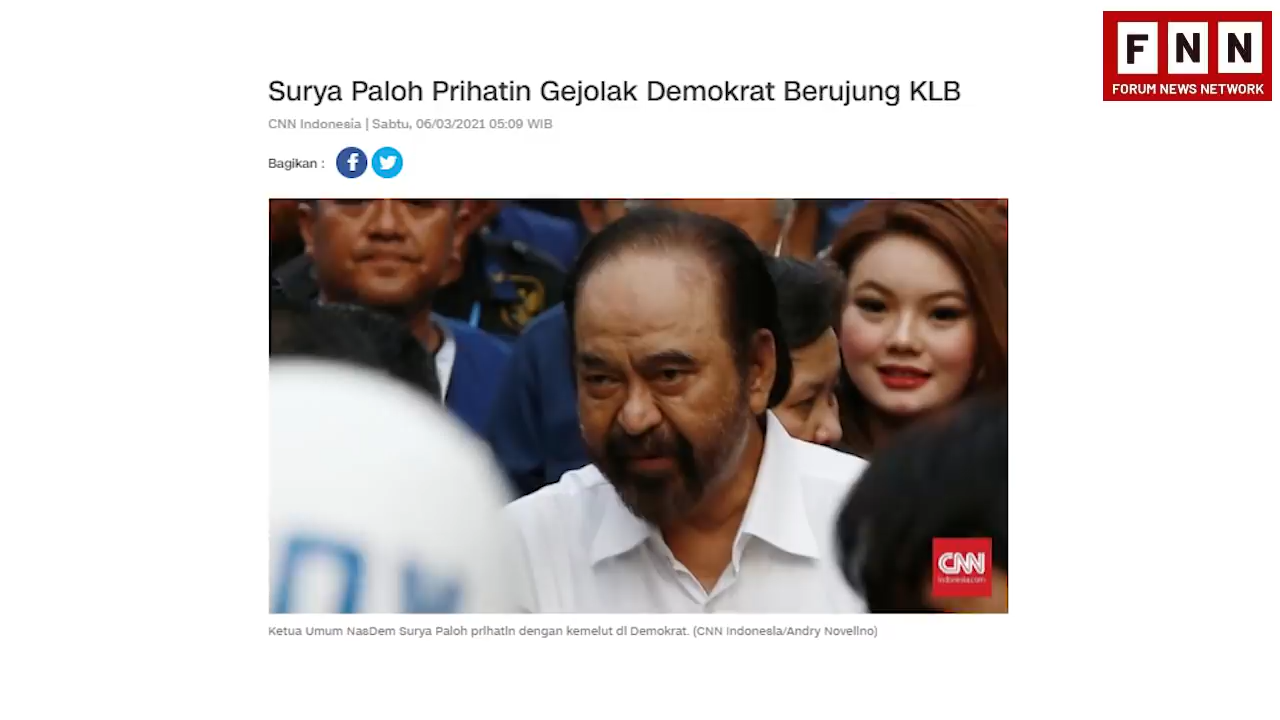 FNN
FORUM NEWS NETWORK
Surya Paloh Prihatin Gejolak Demokrat Berujung KLB
CNN Indonesia | Sabtu, 06/03/2021 05:09 WIB
Bagikan :
CNN
Indonesia.com
Ketua Umum NasDem Surya Paloh prihatin dengan kemelut di Demokrat. (CNN Indonesia/Andry Novelino)